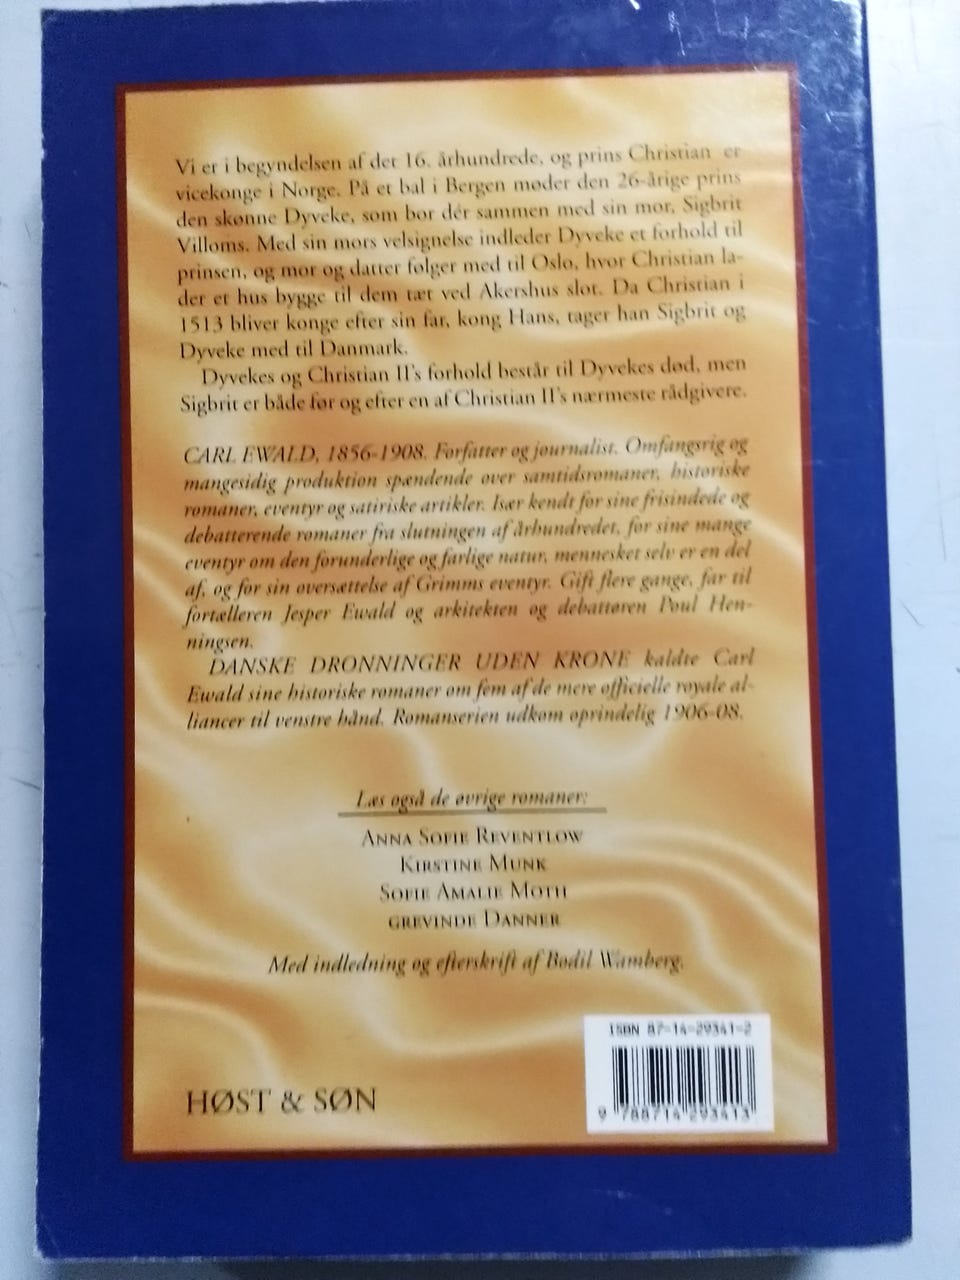 Vi er i begyndelsen af det 16. århundrede, og prins Christian er
vicekonge i Norge. På et bal i Bergen møder den 26-årige prins
den skønne Dyveke, som bor dér sammen med sin mor, Sigbrit
Villoms. Med sin mors velsignelse indleder Dyveke et forhold til
prinsen, og mor og datter følger med til Oslo, hvor Christian la-
der et hus bygge til dem tæt ved Akershus slot. Da Christian i
1513 bliver konge efter sin far, kong Hans, tager han Sigbrit og
Dyveke med til Danmark.
Dyvekes og Christian II's forhold består til Dyvekes død, men
Sigbrit er både før og efter en af Christian II's nærmeste rådgivere.
CARL EWALD, 1856-1908. Forfatter og journalist. Omfangsrig og
mangesidig produktion spændende over samtidsromaner, historiske
romaner, eventyr og satiriske artikler. Især kendt for sine frisindede og
debatterende romaner fra slutningen af århundredet, for sine mange
eventyr om den forunderlige og farlige natur, mennesket selv er en del
af, og for sin oversættelse af Grimms eventyr. Gift flere gange, far til
fortælleren Jesper Ewald og arkitekten og debattøren Poul Hen-
ningsen.
DANSKE DRONNINGER UDEN KRONE kaldte Carl
Ewald sine historiske romaner om fem af de mere officielle royale al-
liancer til venstre hånd. Romanserien udkom oprindelig 1906-08.
Læs også de øvrige romaner:
ANNA SOFIE REVENTLOW
KIRSTINE MUNK
SOFIE AMALIE MOTH
GREVINDE DANNER
Med indledning og efterskrift af Bodil Wamberg.
ISBN 87-14-29341-2
9 788714 293413
HØST & SØN